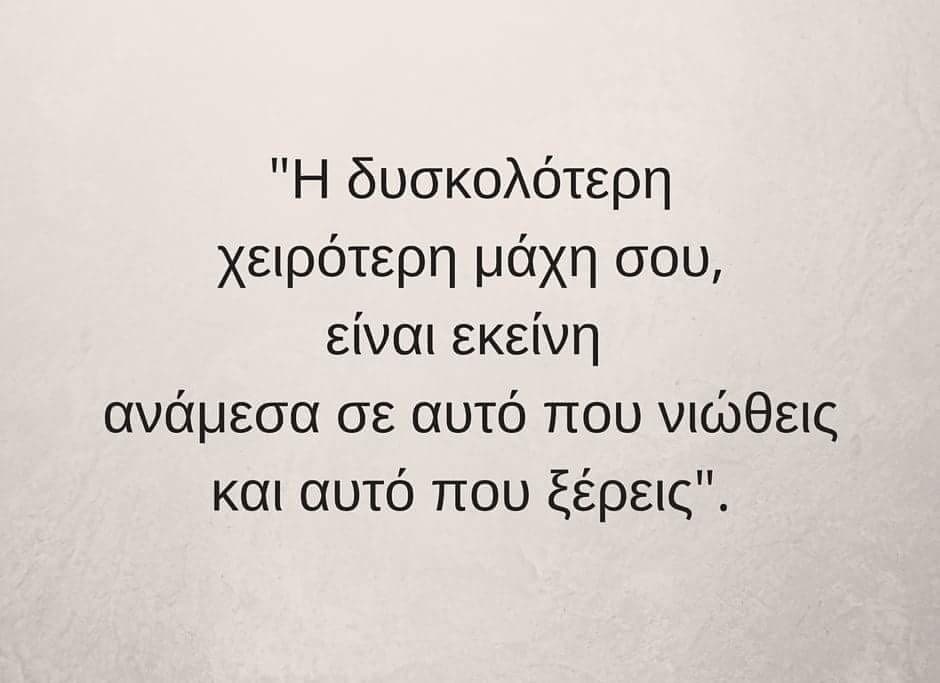 "Η δυσκολότερη
χειρότερη μάχη σου,
είναι εκείνη
ανάμεσα σε αυτό που νιώθεις
και αυτό που ξέρεις".